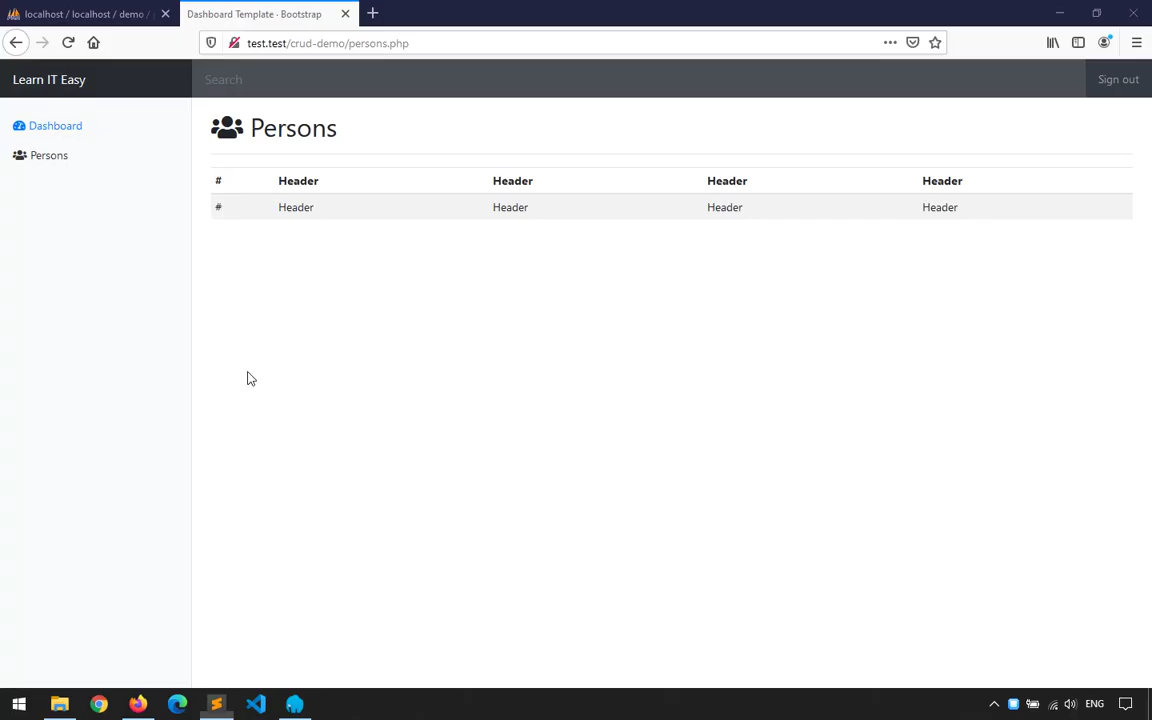 localhost / localhost / demo /
Dashboard Template · Bootstrap
test.test/crud-demo/persons.php
Learn IT Easy
Search
Sign out
Dashboard
Persons
Persons
# Header Header Header Header
# Header Header Header Header
ENG